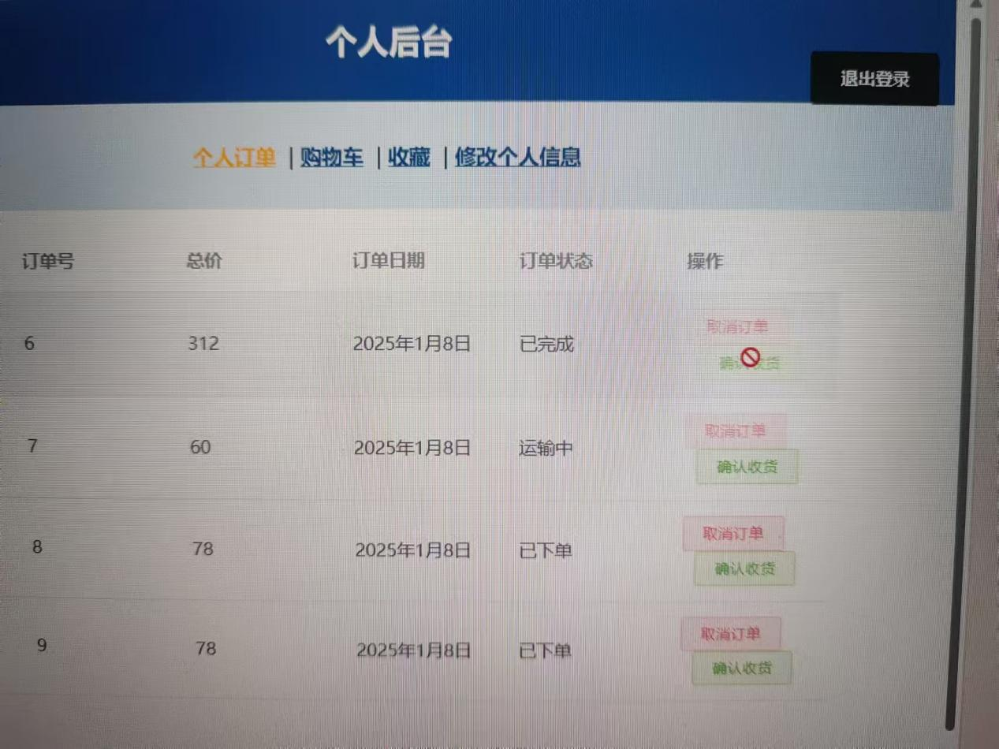 个人后台
退出登录
个人订单 | 购物车 | 收藏 | 修改个人信息
订单号 总价 订单日期 订单状态 操作
6 312 2025年1月8日 已完成 取消订单
确认收货
7 60 2025年1月8日 运输中 取消订单
确认收货
8 78 2025年1月8日 已下单 取消订单
确认收货
9 78 2025年1月8日 已下单 取消订单
确认收货